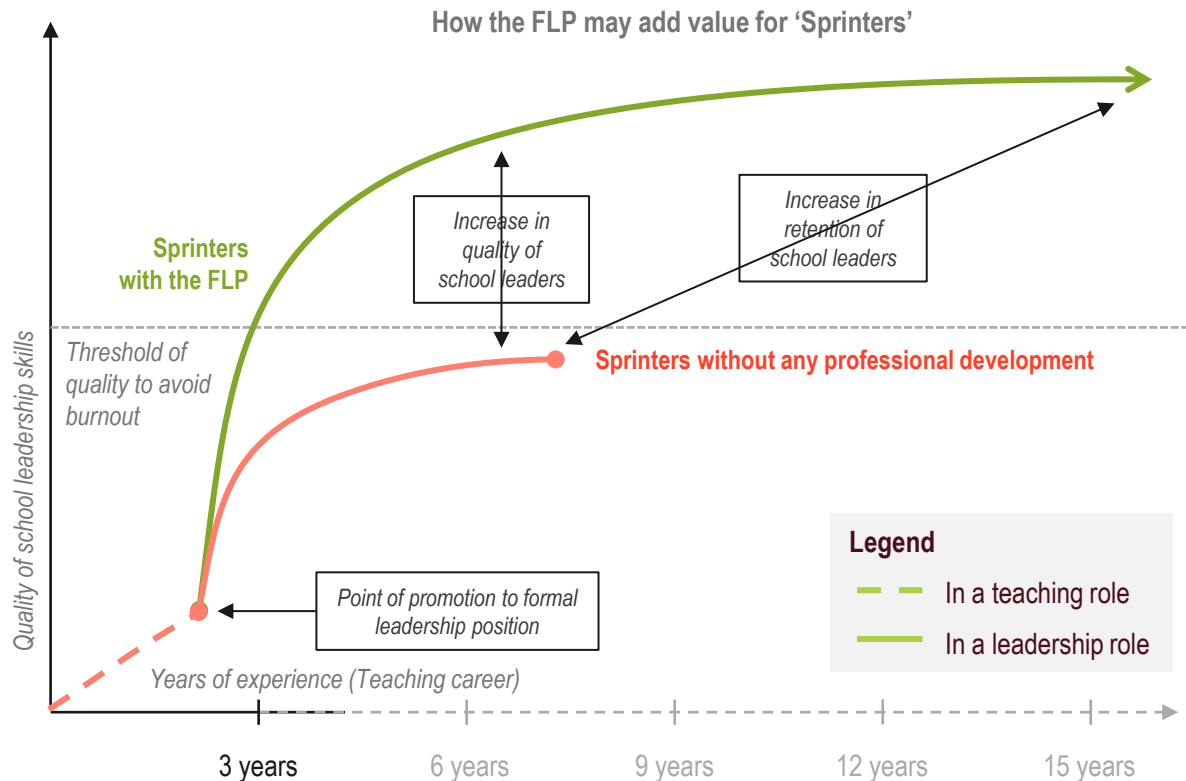 How the FLP may add value for ‘Sprinters’
Increase in
quality of
school leaders
Increase in
retention of
school leaders
Sprinters
with the FLP
Threshold of
quality to avoid
burnout
Sprinters without any professional development
Quality of school leadership skills
Point of promotion to formal
leadership position
Legend
In a teaching role
In a leadership role
Years of experience (Teaching career)
3 years
6 years
9 years
12 years
15 years